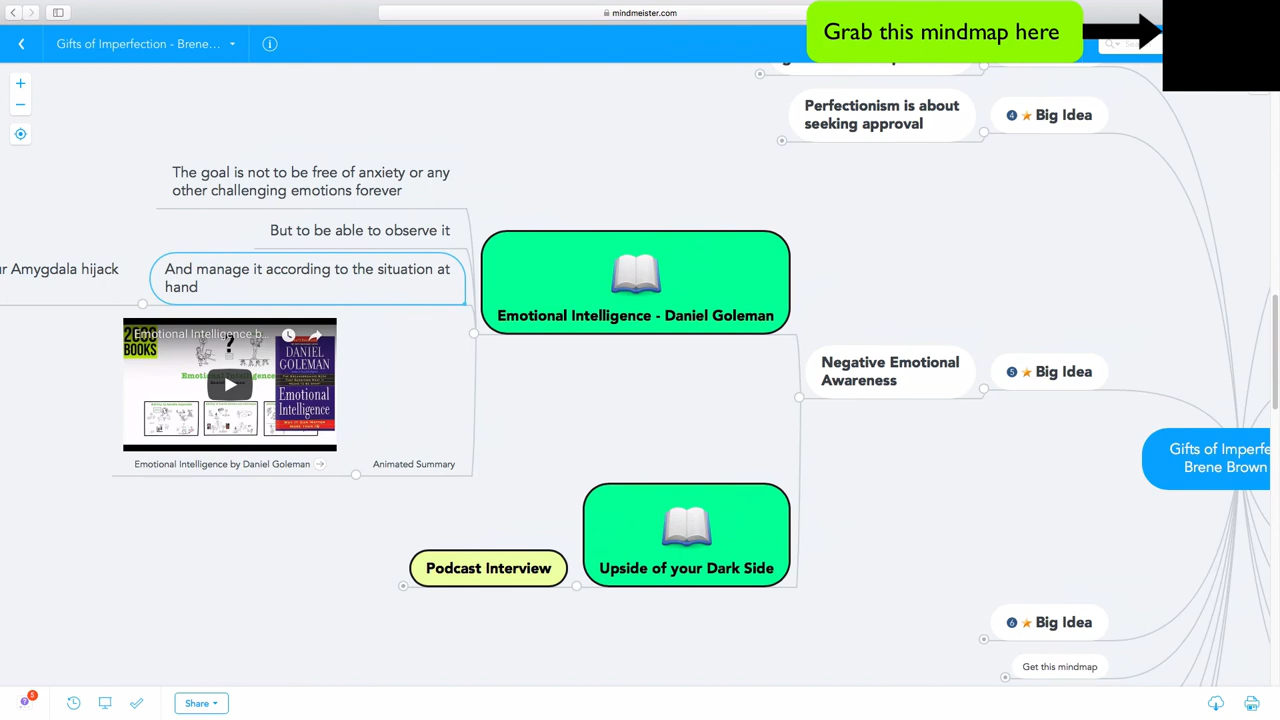 mindmeister.com
Grab this mindmap here
Gifts of Imperfection - Brene...
Perfectionism is about
seeking approval
4 Big Idea
The goal is not to be free of anxiety or any
other challenging emotions forever
But to be able to observe it
Amygdala hijack
And manage it according to the situation at
hand
Emotional Intelligence - Daniel Goleman
Emotional Intelligence b...
BOOKS
?
DANIEL
GOLEMAN
Emotional
Intelligence
Emotional Intelligence by Daniel Goleman
Animated Summary
Negative Emotional
Awareness
5 Big Idea
Gifts of Imperfe
Brene Brown
Podcast Interview
Upside of your Dark Side
6 Big Idea
Get this mindmap
5
?
Share